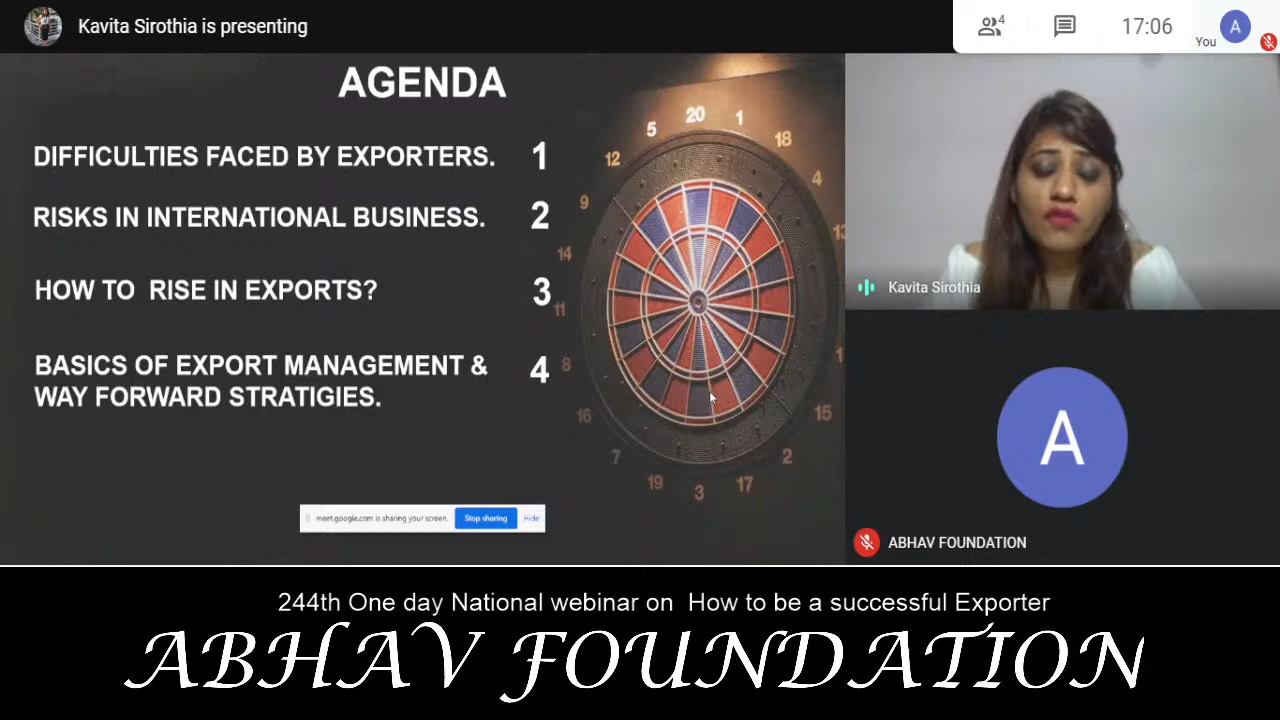 Kavita Sirothia is presenting
4
17:06
You
A
AGENDA
DIFFICULTIES FACED BY EXPORTERS. 1
RISKS IN INTERNATIONAL BUSINESS. 2
HOW TO RISE IN EXPORTS? 3
BASICS OF EXPORT MANAGEMENT & 4
WAY FORWARD STRATIGIES.
5 20 1
12 18
9 4
14 13
11
8 1
16 15
7 2
19 3 17
meet.google.com is sharing your screen. Stop sharing Hide
Kavita Sirothia
A
ABHAV FOUNDATION
244th One day National webinar on How to be a successful Exporter
ABHAV FOUNDATION